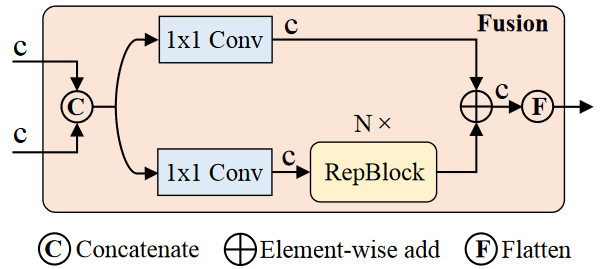 Fusion
c
1x1 Conv
c
C
c
N ×
c
F
c
1x1 Conv
c
RepBlock
C Concatenate
Element-wise add
F Flatten